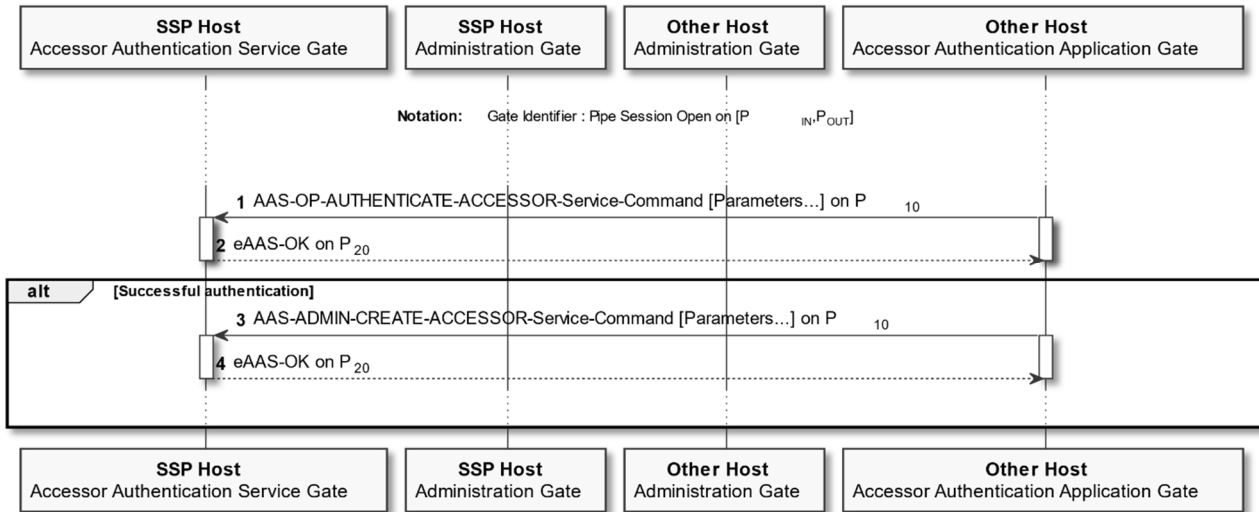 SSP Host
Accessor Authentication Service Gate
SSP Host
Administration Gate
Other Host
Administration Gate
Other Host
Accessor Authentication Application Gate
Notation: Gate Identifier : Pipe Session Open on [P IN,POUT]
1 AAS-OP-AUTHENTICATE-ACCESSOR-Service-Command [Parameters...] on P 10
2 eAAS-OK on P20
alt [Successful authentication]
3 AAS-ADMIN-CREATE-ACCESSOR-Service-Command [Parameters...] on P 10
4 eAAS-OK on P20
SSP Host
Accessor Authentication Service Gate
SSP Host
Administration Gate
Other Host
Administration Gate
Other Host
Accessor Authentication Application Gate